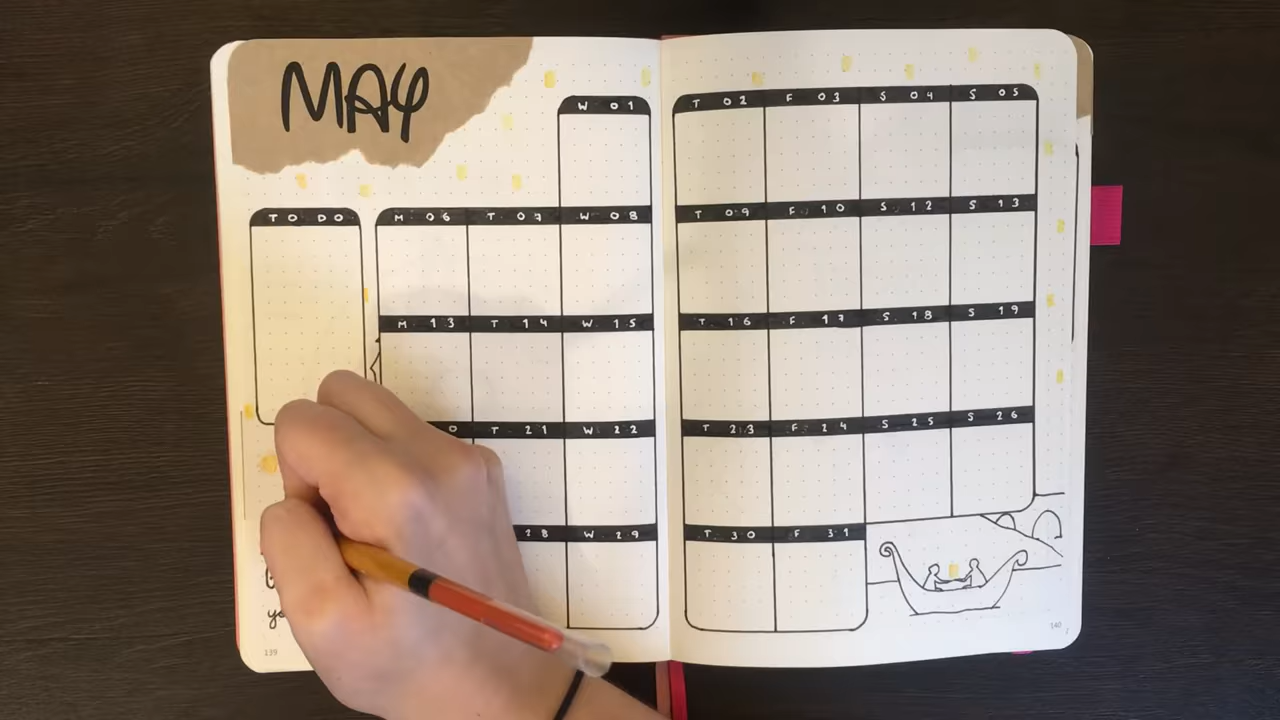 MAY
W 01 T 02 F 03 S 04 S 05
TO DO M 06 T 07 W 08 T 09 F 10 S 12 S 13
M 13 T 14 W 15 T 16 F 17 S 18 S 19
0 T 21 W 22 T 23 F 24 S 25 S 26
28 W 29 T 30 F 31
139
140